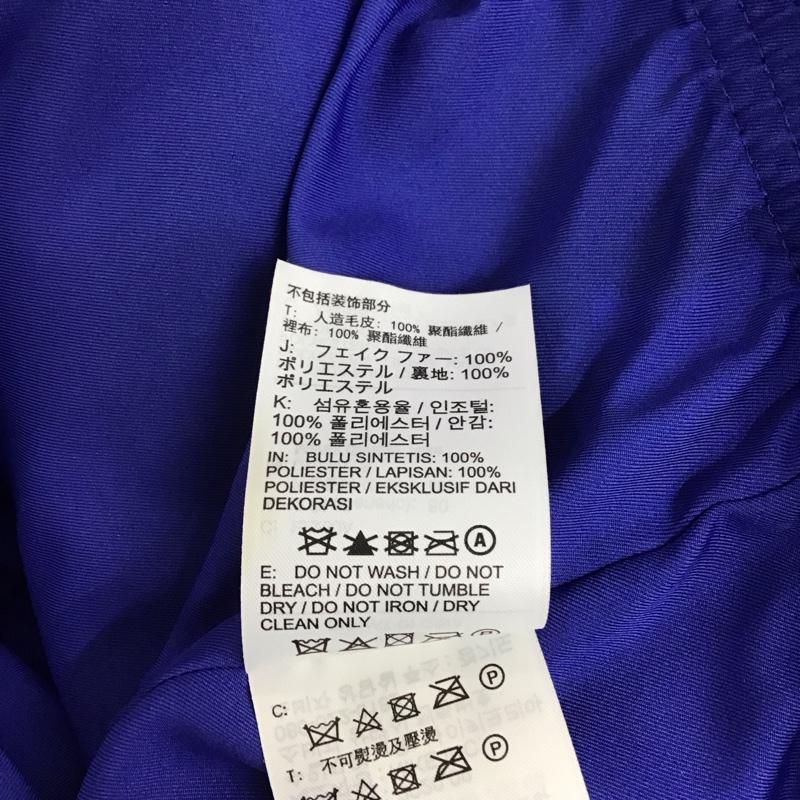 不包括装饰部分
T: 人造毛皮: 100% 聚酯纖維 /
裡布: 100% 聚酯纖維
J: フェイク ファー: 100%
ポリエステル / 裏地: 100%
ポリエステル
K: 섬유혼용율 / 인조털:
100% 폴리에스터 / 안감:
100% 폴리에스터
IN: BULU SINTETIS: 100%
POLIESTER / LAPISAN: 100%
POLIESTER / EKSKLUSIF DARI
DEKORASI
A
E: DO NOT WASH / DO NOT
BLEACH / DO NOT TUMBLE
DRY / DO NOT IRON / DRY
CLEAN ONLY
C: P
不可熨燙及壓燙
T: P